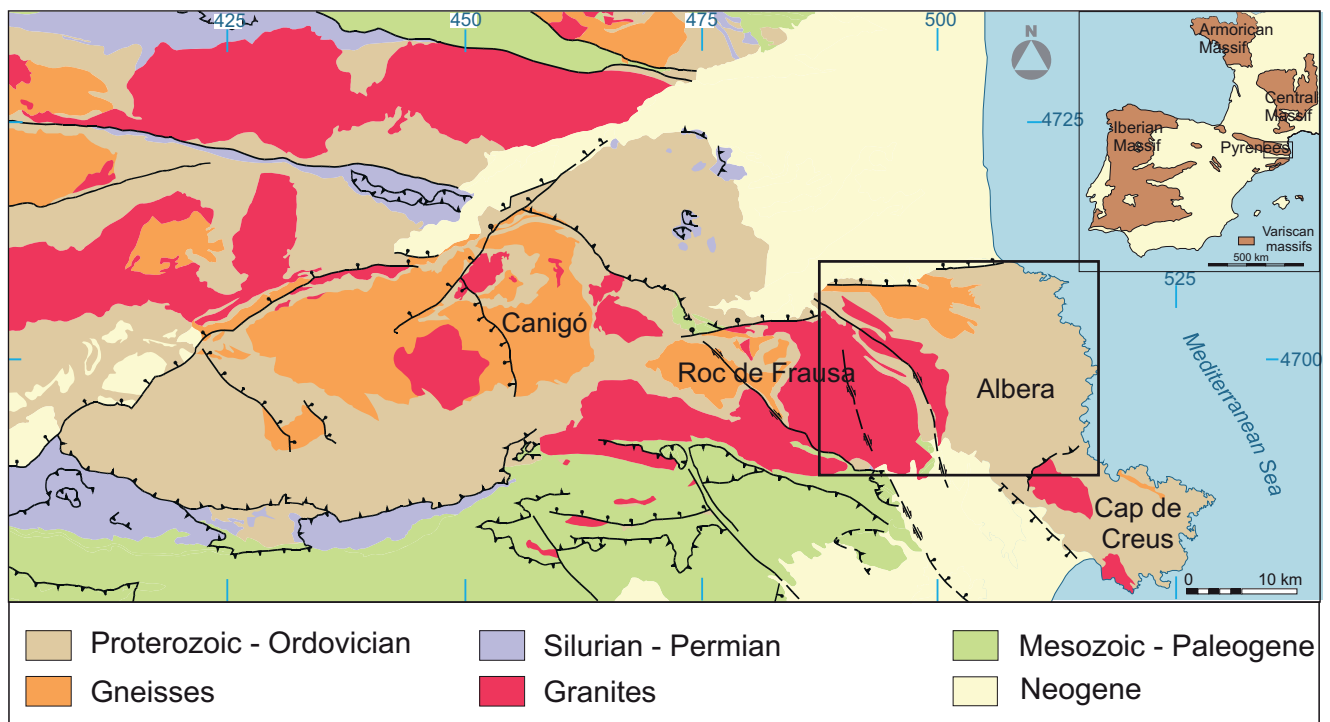 425
450
475
500
N
4725
525
4700
Armorican
Massif
Central
Massif
Iberian
Massif
Pyrenees
Variscan
massifs
500 km
Canigó
Roc de Frausa
Albera
Cap de
Creus
Mediterranean Sea
0 10 km
Proterozoic - Ordovician
Silurian - Permian
Mesozoic - Paleogene
Gneisses
Granites
Neogene